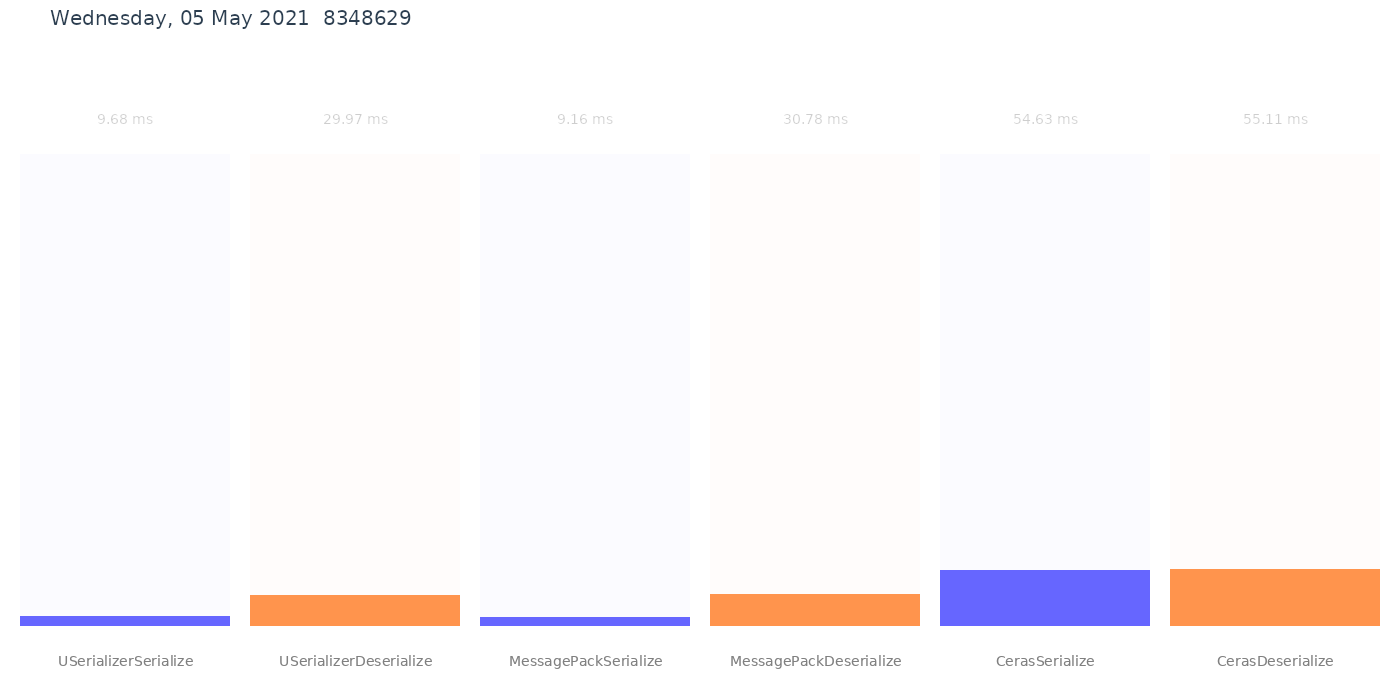 Wednesday, 05 May 2021  8348629
9.68 ms 29.97 ms 9.16 ms 30.78 ms 54.63 ms 55.11 ms
USerializerSerialize USerializerDeserialize MessagePackSerialize MessagePackDeserialize CerasSerialize CerasDeserialize